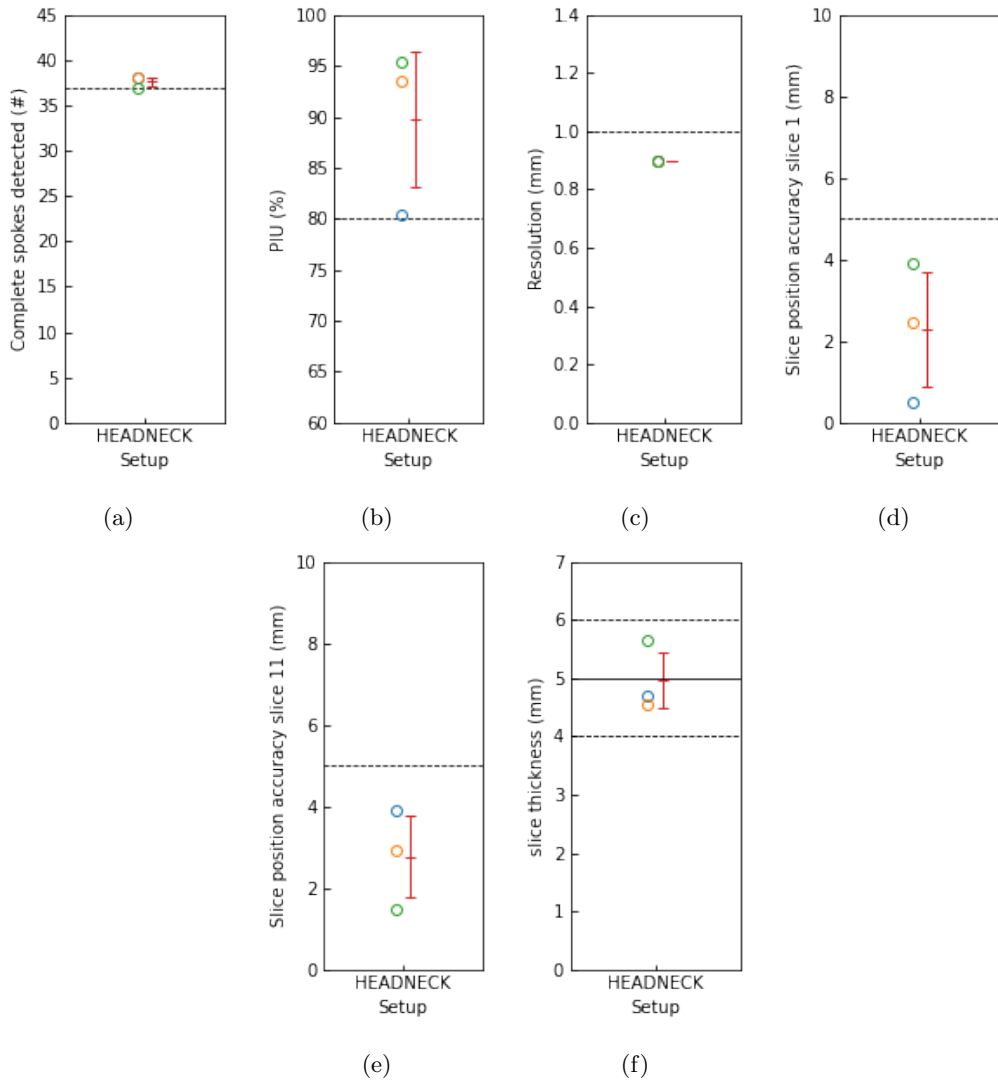 Complete spokes detected (#)
45
40
35
30
25
20
15
10
5
0
HEADNECK
Setup
(a)
PIU (%)
100
95
90
85
80
75
70
65
60
HEADNECK
Setup
(b)
Resolution (mm)
1.4
1.2
1.0
0.8
0.6
0.4
0.2
0.0
HEADNECK
Setup
(c)
Slice position accuracy slice 1 (mm)
10
8
6
4
2
0
HEADNECK
Setup
(d)
Slice position accuracy slice 11 (mm)
10
8
6
4
2
0
HEADNECK
Setup
(e)
slice thickness (mm)
7
6
5
4
3
2
1
0
HEADNECK
Setup
(f)